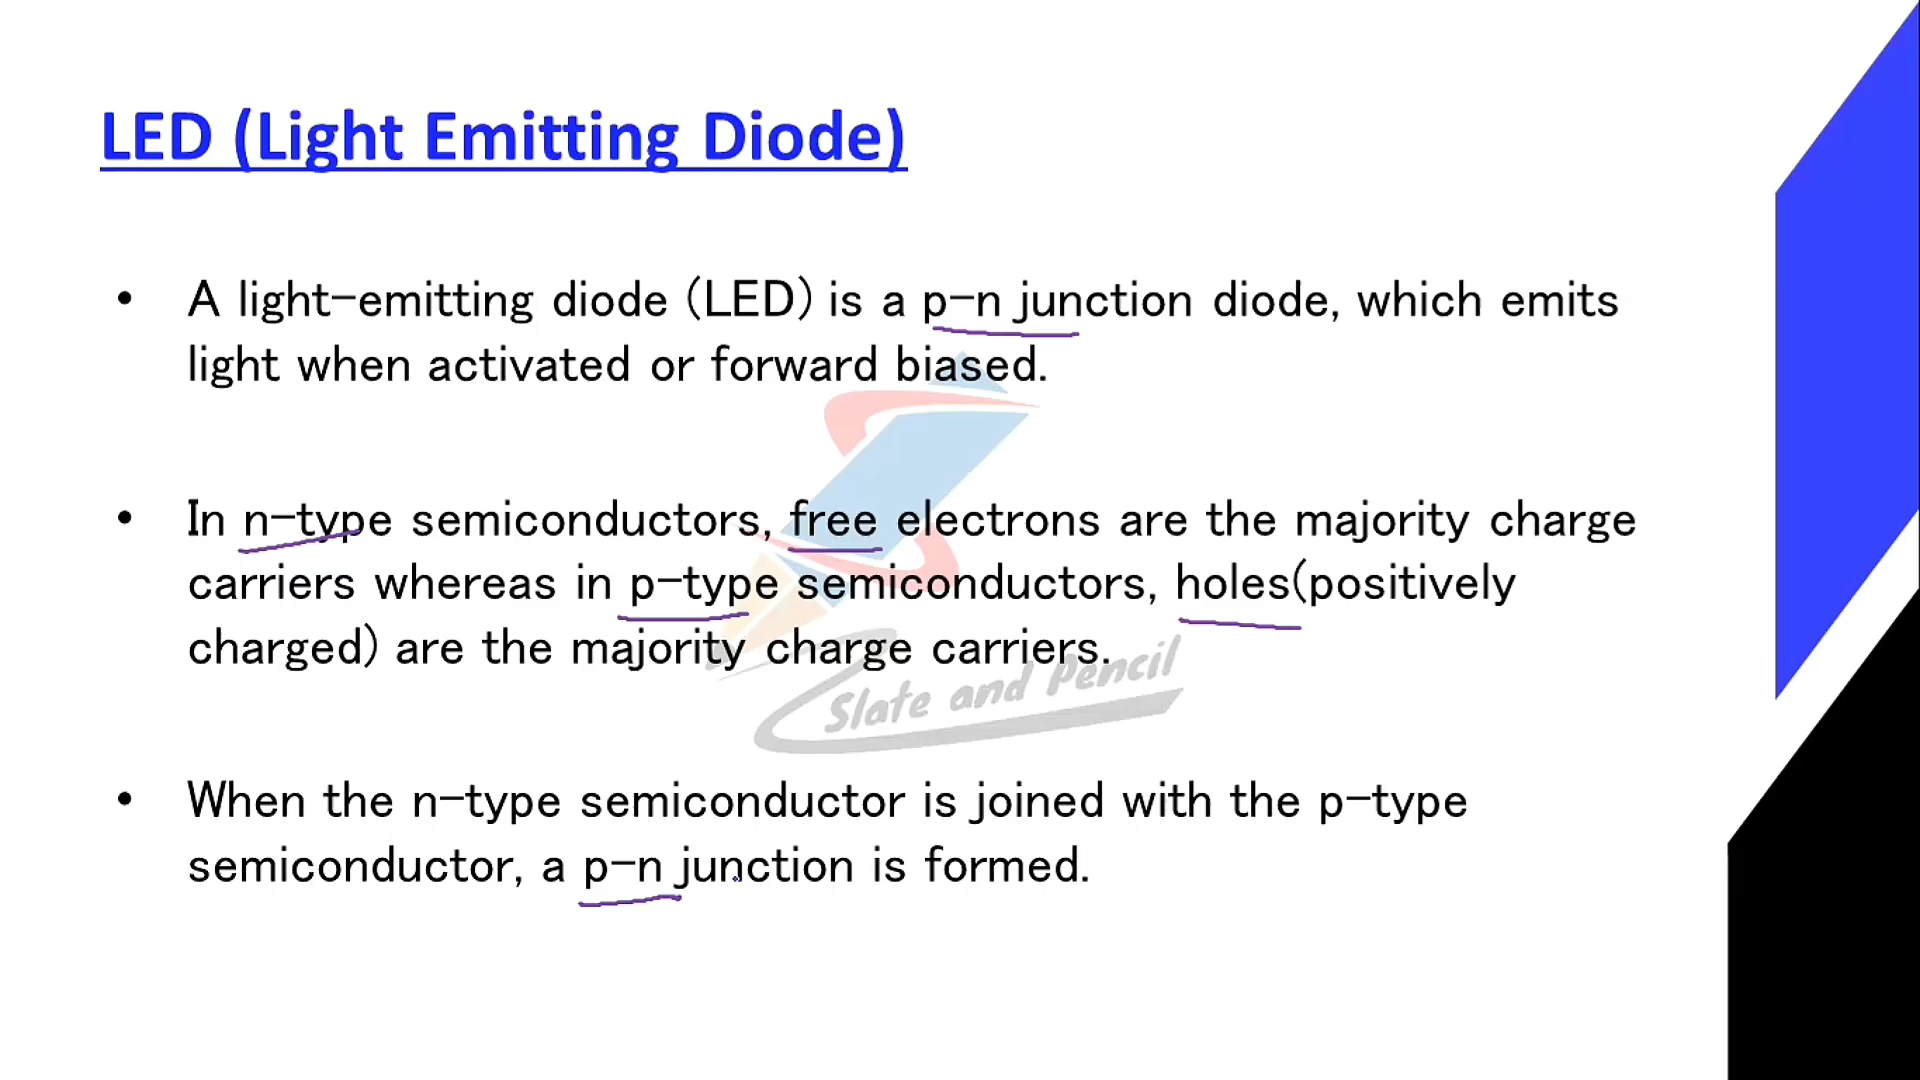 LED (Light Emitting Diode)
• A light-emitting diode (LED) is a p-n junction diode, which emits
light when activated or forward biased.
• In n-type semiconductors, free electrons are the majority charge
carriers whereas in p-type semiconductors, holes(positively
charged) are the majority charge carriers.
Slate and Pencil
• When the n-type semiconductor is joined with the p-type
semiconductor, a p-n junction is formed.